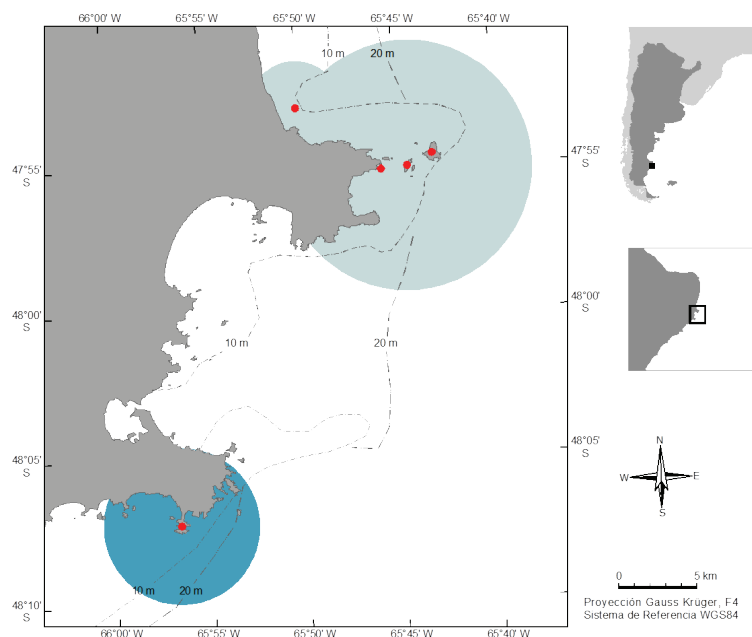 66°00' W 65°55' W 65°50' W 65°45' W 65°40' W
10 m
20 m
47°55'
S
47°55'
S
48°00'
S
48°00'
S
10 m
20 m
48°05'
S
48°05'
S
N
W
E
S
10 m
20 m
0 5 km
48°10'
S
Proyección Gauss Krüger, F4
Sistema de Referencia WGS84
66°00' W 65°55' W 65°50' W 65°45' W 65°40' W